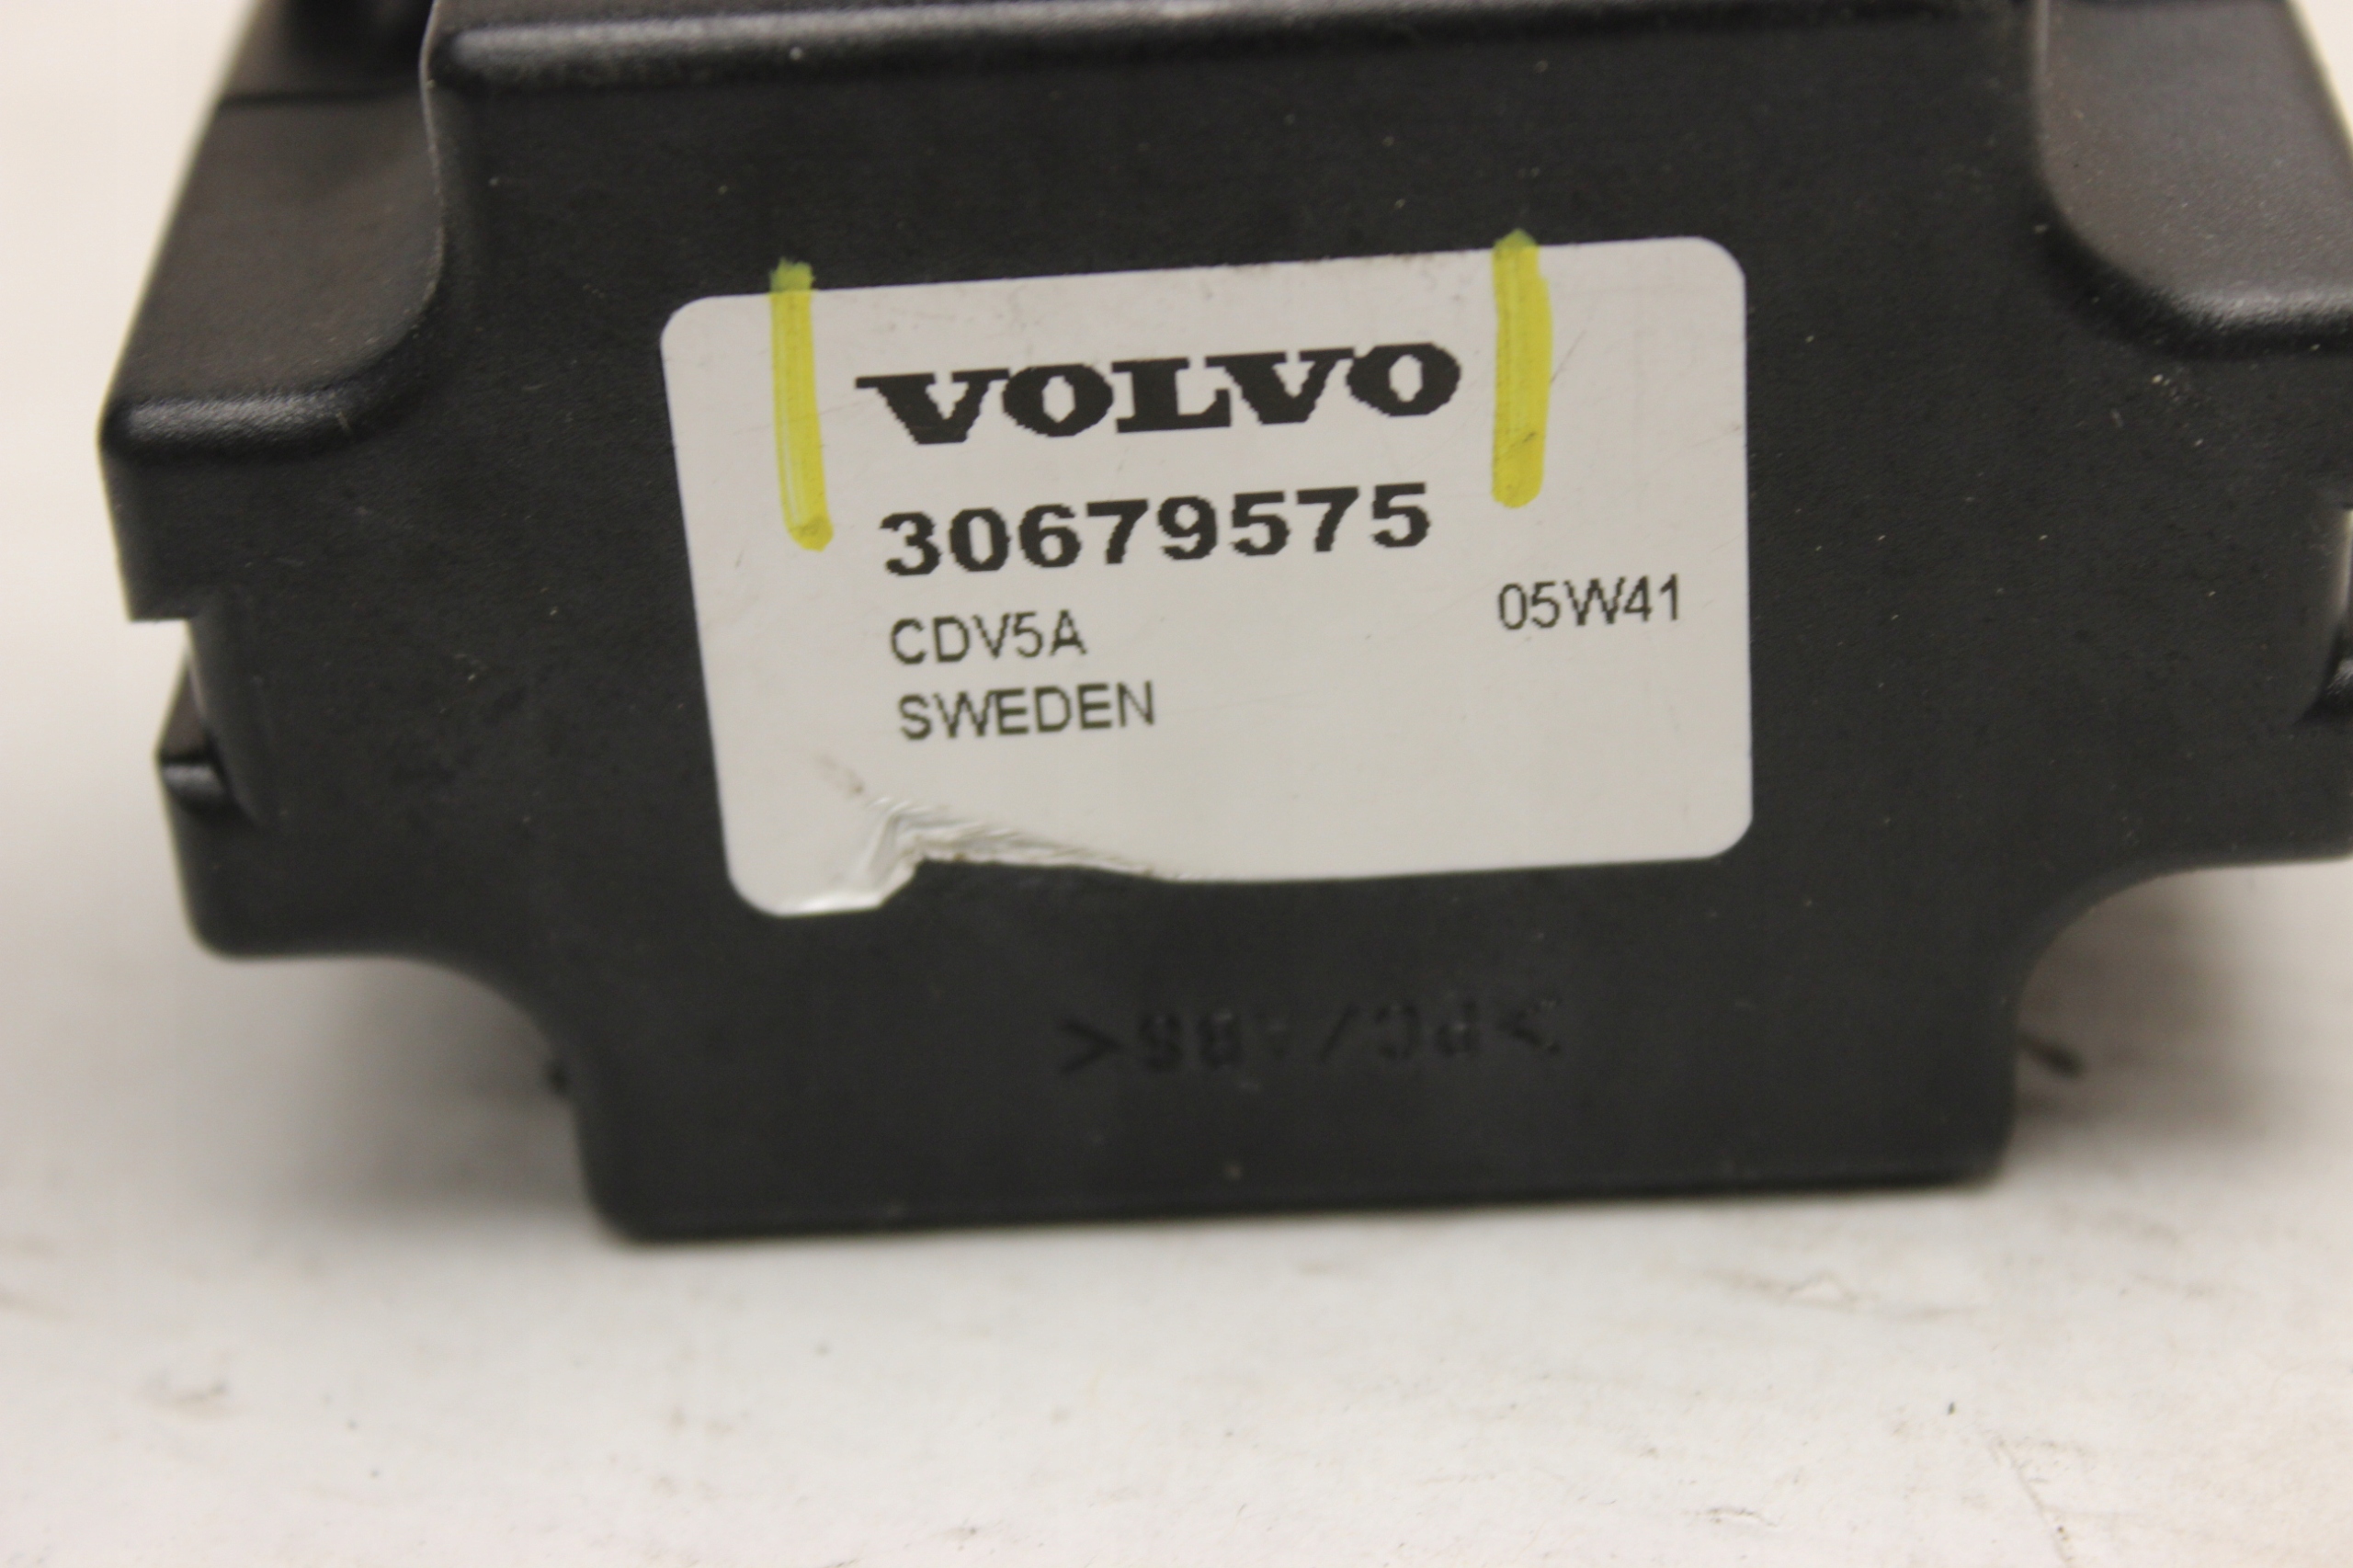 VOLVO
30679575
CDV5A 05W41
SWEDEN
>PC/ABS<